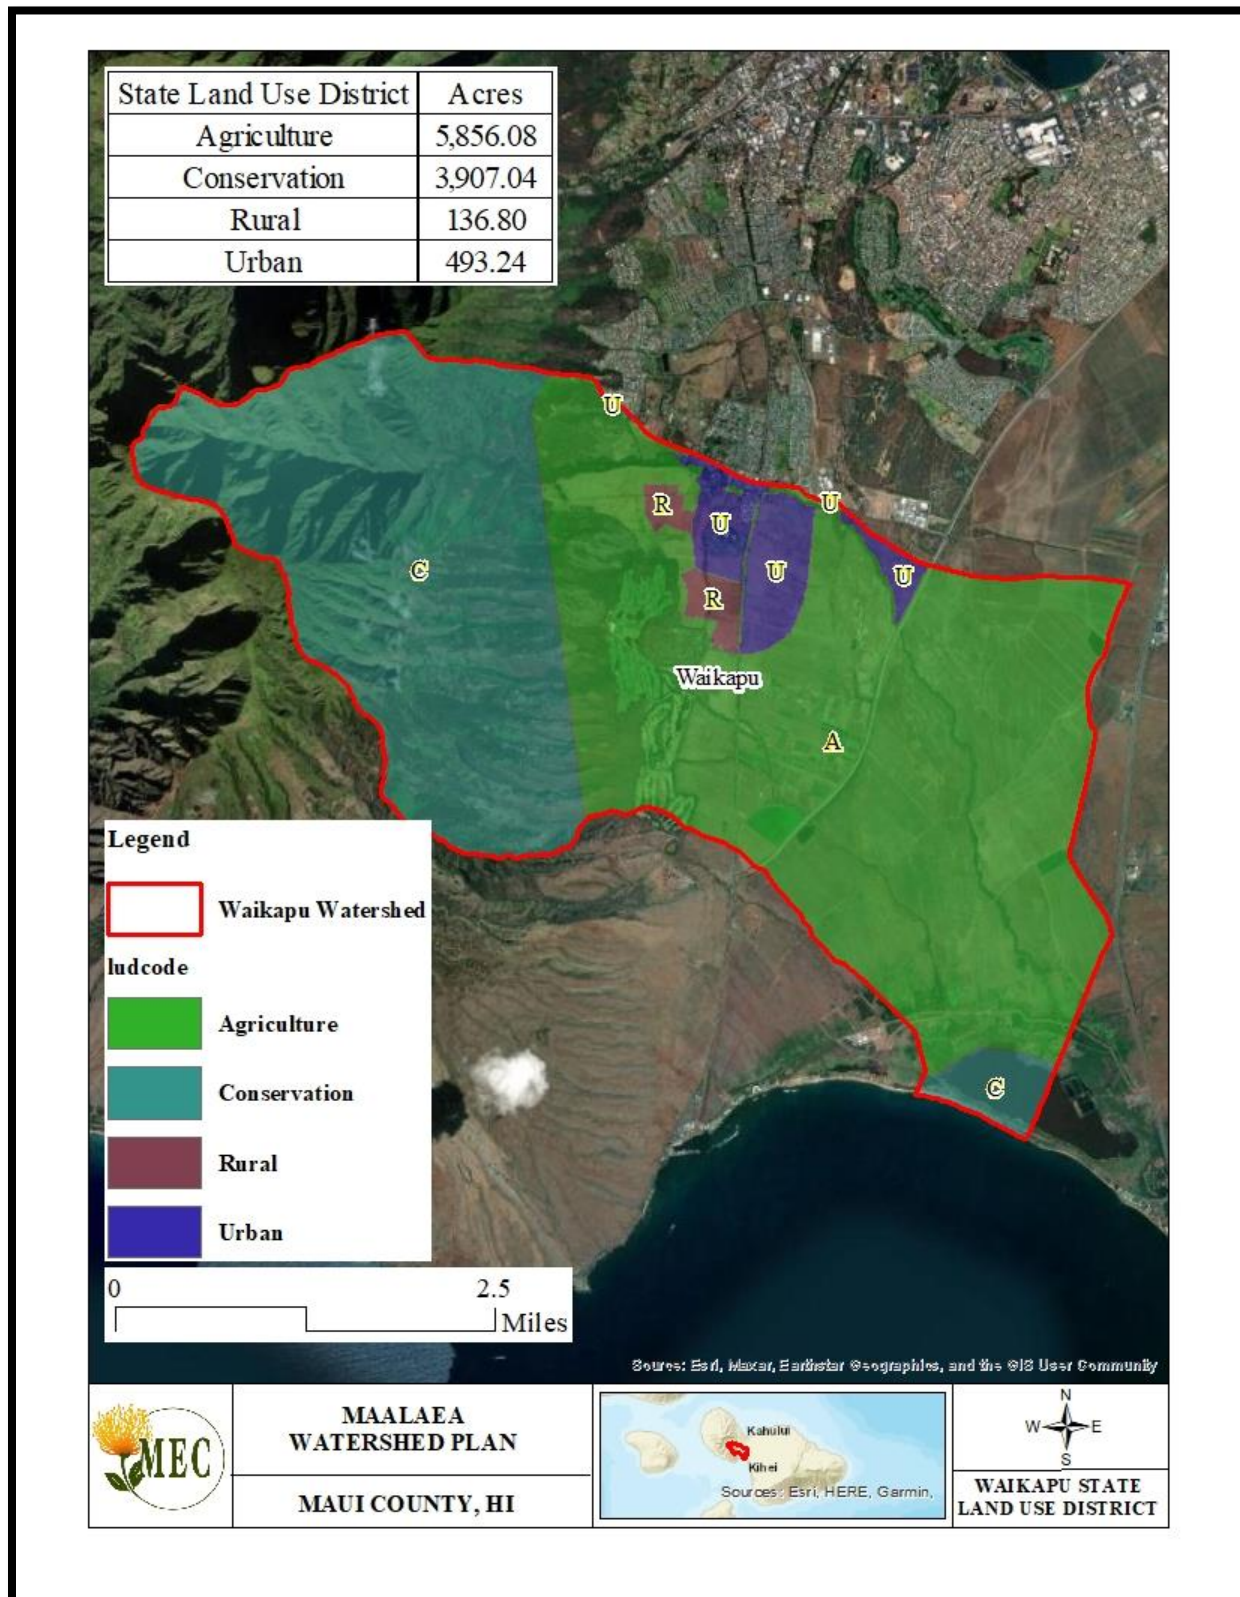 State Land Use District Acres
Agriculture 5,856.08
Conservation 3,907.04
Rural 136.80
Urban 493.24
U
R
U
U
U
U
C
R
Waikapu
A
C
Legend
Waikapu Watershed
ludcode
Agriculture
Conservation
Rural
Urban
0 2.5
Miles
Source: Esri, Maxar, Earthstar Geographics, and the GIS User Community
MEC
MAALAEA
WATERSHED PLAN
MAUI COUNTY, HI
Kahului
Kihei
Sources: Esri, HERE, Garmin,
N
W E
S
WAIKAPU STATE
LAND USE DISTRICT